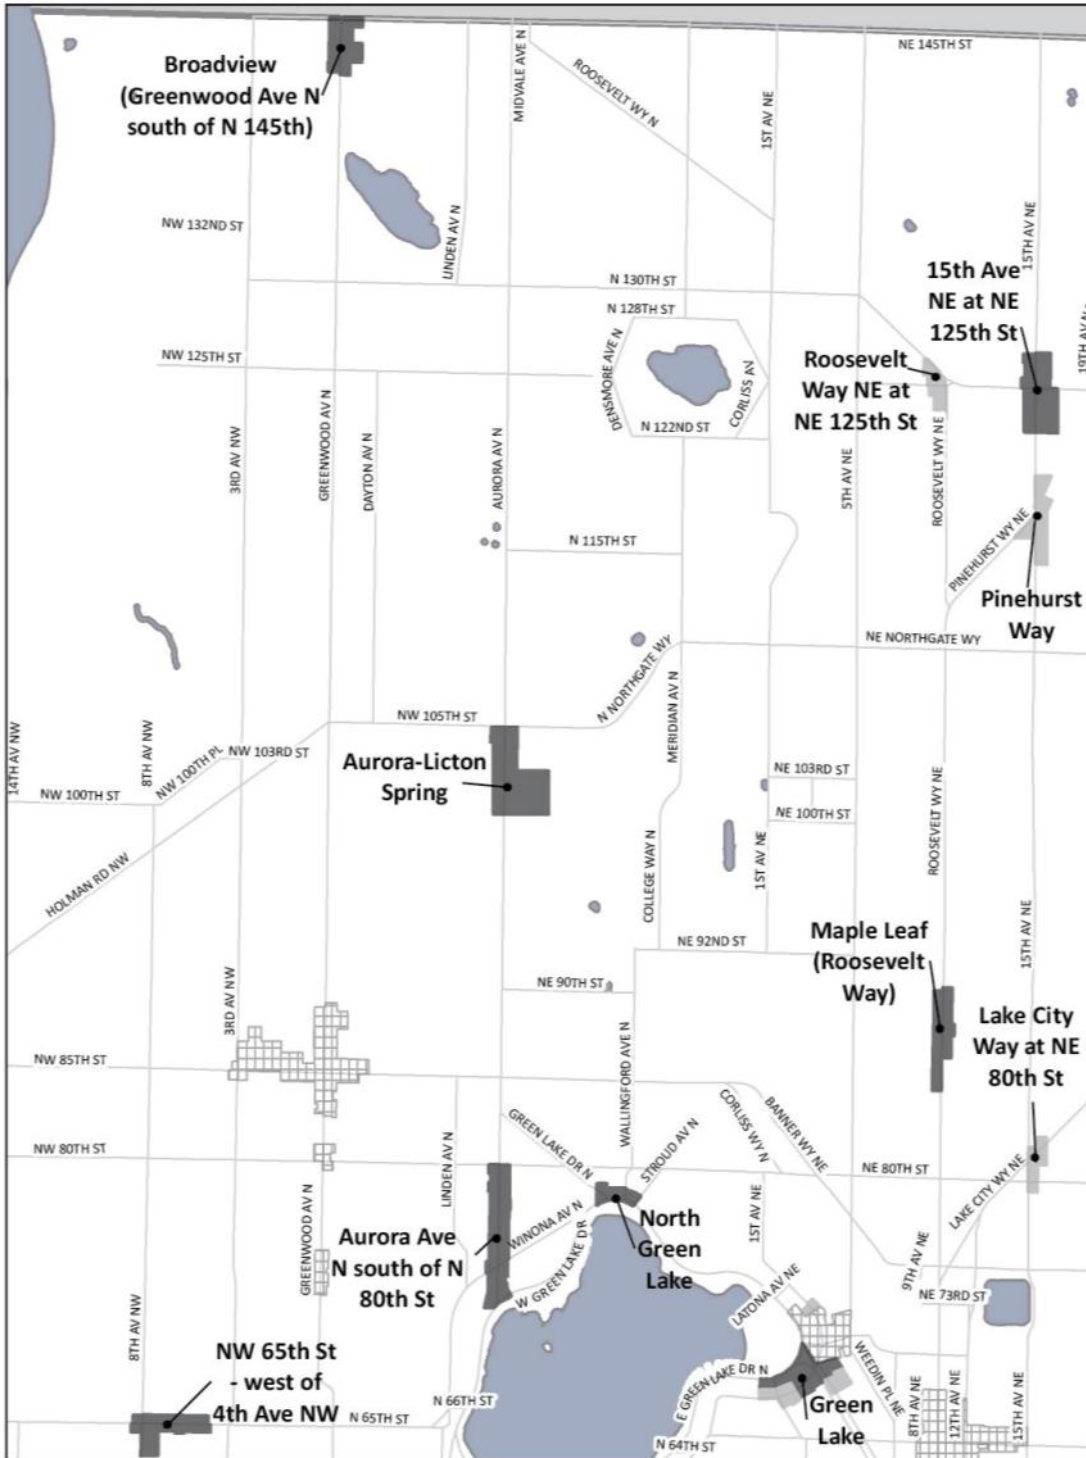 NE 145TH ST
Broadview
(Greenwood Ave N
south of N 145th)
MIDVALE AVE N
ROOSEVELT WY N
1ST AV NE
NW 132ND ST
LINDEN AV N
15TH AV NE
N 130TH ST
N 128TH ST
15th Ave
NE at NE
125th St
19TH AV NE
NW 125TH ST
DENSMORE AVE N
CORLISS AV
Roosevelt
Way NE at
NE 125th St
N 122ND ST
3RD AV NW
GREENWOOD AV N
DAYTON AV N
AURORA AV N
5TH AV NE
ROOSEVELT WY NE
N 115TH ST
PINEHURST WY NE
Pinehurst
Way
NE NORTHGATE WY
N NORTHGATE WY
MERIDIAN AV N
NW 105TH ST
14TH AV NW
8TH AV NW
NW 100TH PL
NW 103RD ST
Aurora-Licton
Spring
NE 103RD ST
NW 100TH ST
NE 100TH ST
ROOSEVELT WY NE
HOLMAN RD NW
COLLEGE WAY N
1ST AV NE
15TH AV NE
NE 92ND ST
Maple Leaf
(Roosevelt
Way)
NE 90TH ST
3RD AV NW
Lake City
Way at NE
80th St
NW 85TH ST
WALLINGFORD AVE N
GREEN LAKE DR N
STROUD AV N
CORLISS WY N
BANNER WY NE
NW 80TH ST
LINDEN AV N
NE 80TH ST
LAKE CITY WY NE
GREENWOOD AV N
Aurora Ave
N south of N
80th St
WINONA AV N
W GREEN LAKE DR
North
Green
Lake
1ST AV NE
9TH AV NE
NE 73RD ST
LATONA AV NE
8TH AV NW
NW 65th St
- west of
4th Ave NW
N 66TH ST
N 65TH ST
E GREEN LAKE DR N
WEEDIN PL NE
Green
Lake
N 64TH ST
8TH AV NE
12TH AV NE
15TH AV NE